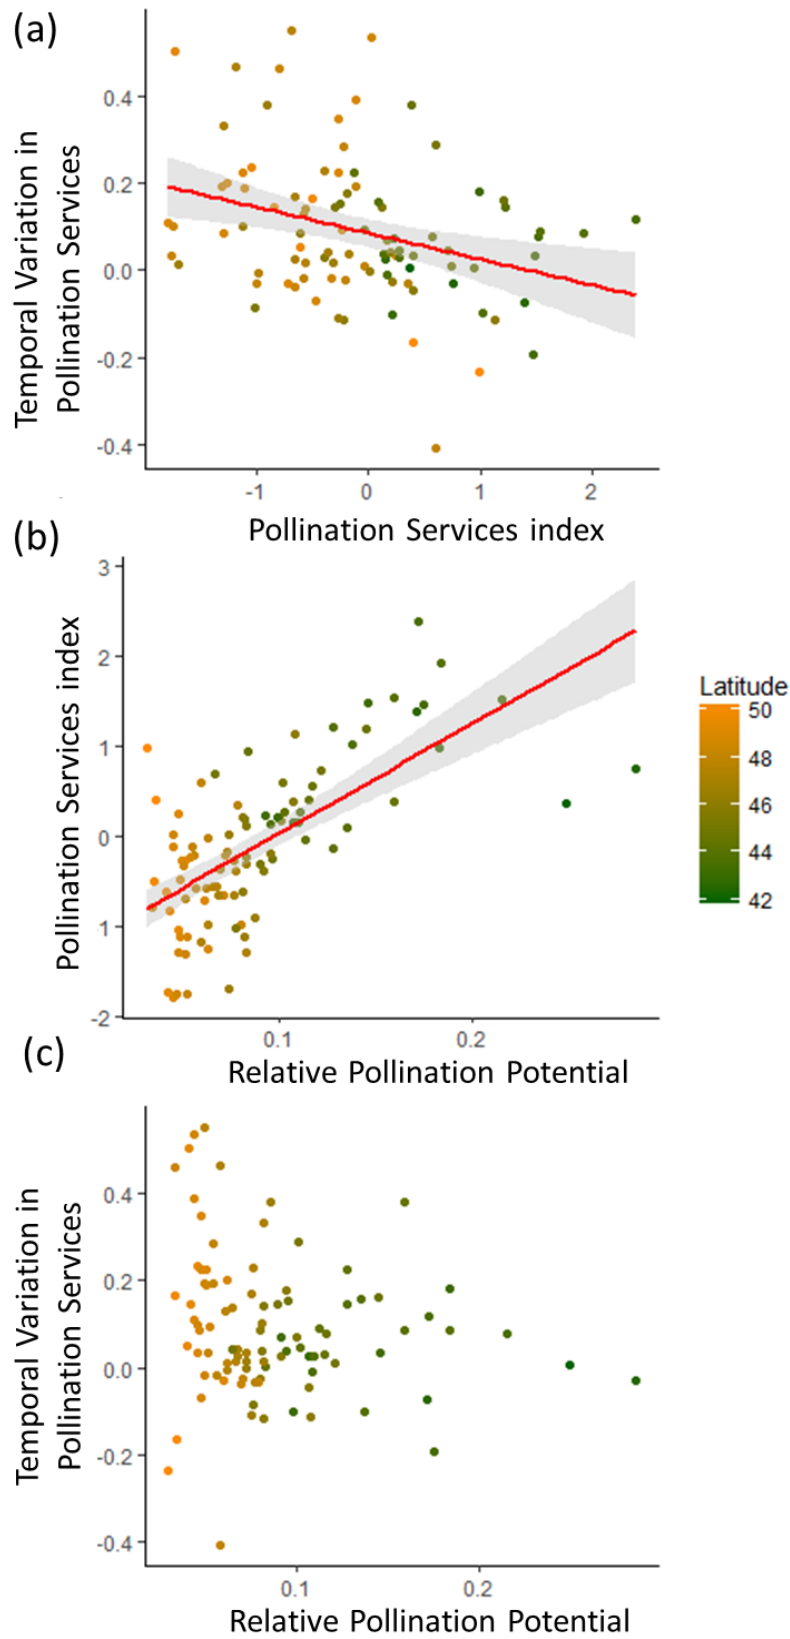 (a)
Temporal Variation in
Pollination Services
0.4
0.2
0.0
-0.2
-0.4
-1 0 1 2
Pollination Services index
(b)
Pollination Services index
3
2
1
0
1
-2
0.1 0.2
Relative Pollination Potential
Latitude
50
48
46
44
42
(c)
Temporal Variation in
Pollination Services
0.4
0.2
0.0
-0.2
-0.4
0.1 0.2
Relative Pollination Potential